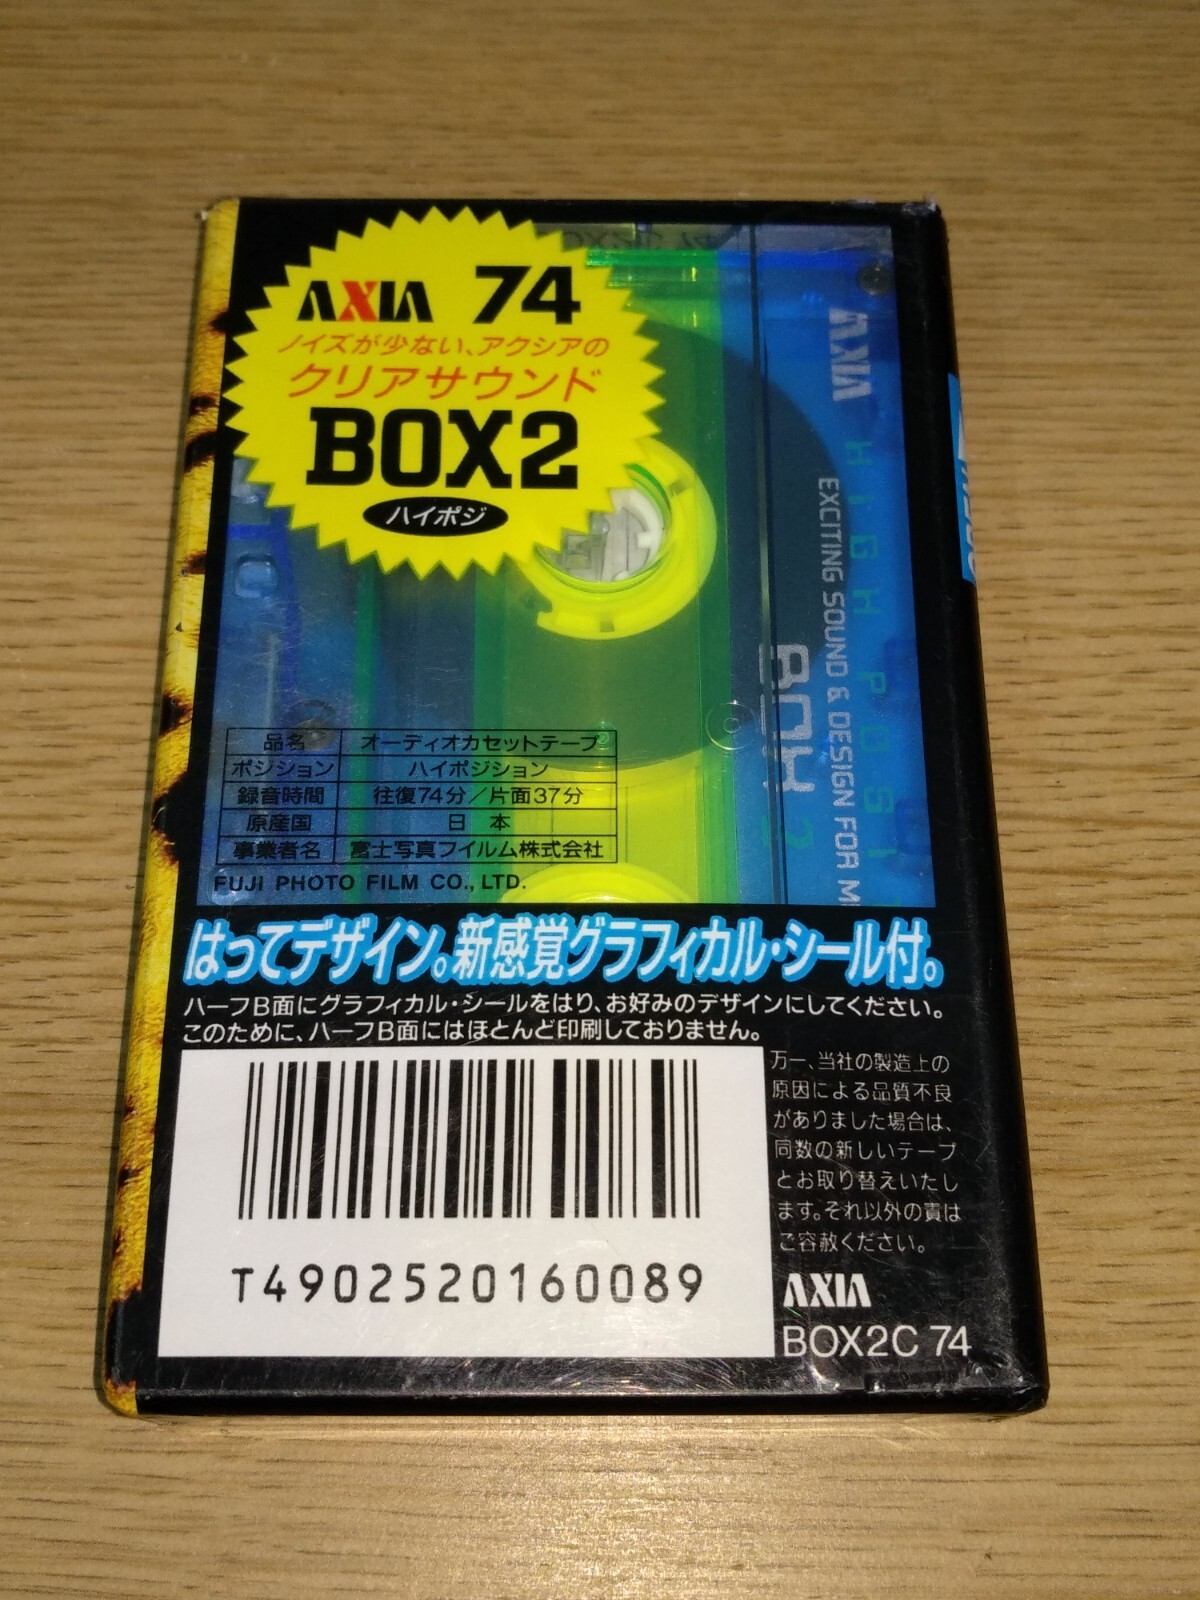 AXIA 74
ノイズが少ない、アクシアの
クリアサウンド
BOX2
ハイポジ
AXIA
HIGH POSI
EXCITING SOUND & DESIGN FOR M
BOX 2
品名 オーディオカセットテープ
ポジション ハイポジション
録音時間 往復74分/片面37分
原産国 日本
事業者名 富士写真フイルム株式会社
FUJI PHOTO FILM CO., LTD.
はってデザイン。新感覚グラフィカル・シール付。
ハーフB面にグラフィカル・シールをはり、お好みのデザインにしてください。
このために、ハーフB面にはほとんど印刷しておりません。
万一、当社の製造上の
原因による品質不良
がありました場合は、
同数の新しいテープ
とお取り替えいたし
ます。それ以外の責は
ご容赦ください。
T4902520160089
AXIA
BOX2C 74